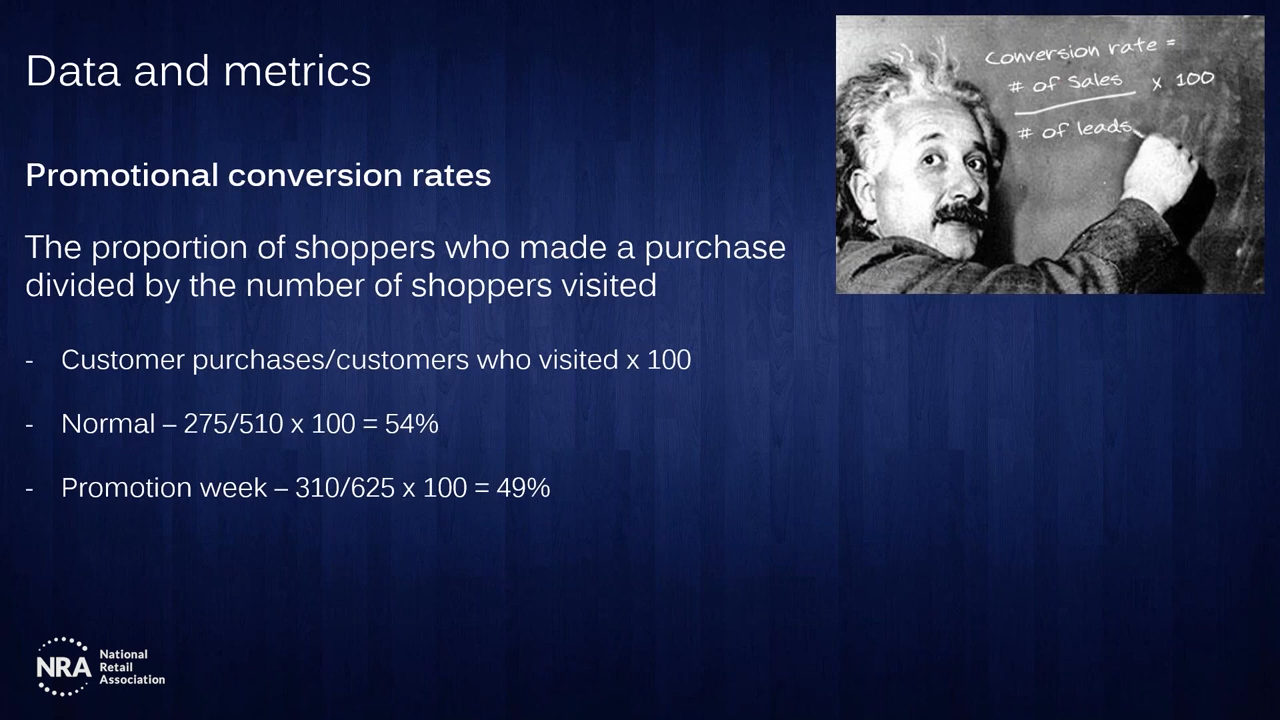 Data and metrics
Conversion rate =
# of Sales x 100
# of leads
Promotional conversion rates
The proportion of shoppers who made a purchase
divided by the number of shoppers visited
- Customer purchases/customers who visited x 100
- Normal – 275/510 x 100 = 54%
- Promotion week – 310/625 x 100 = 49%
NRA
National
Retail
Association